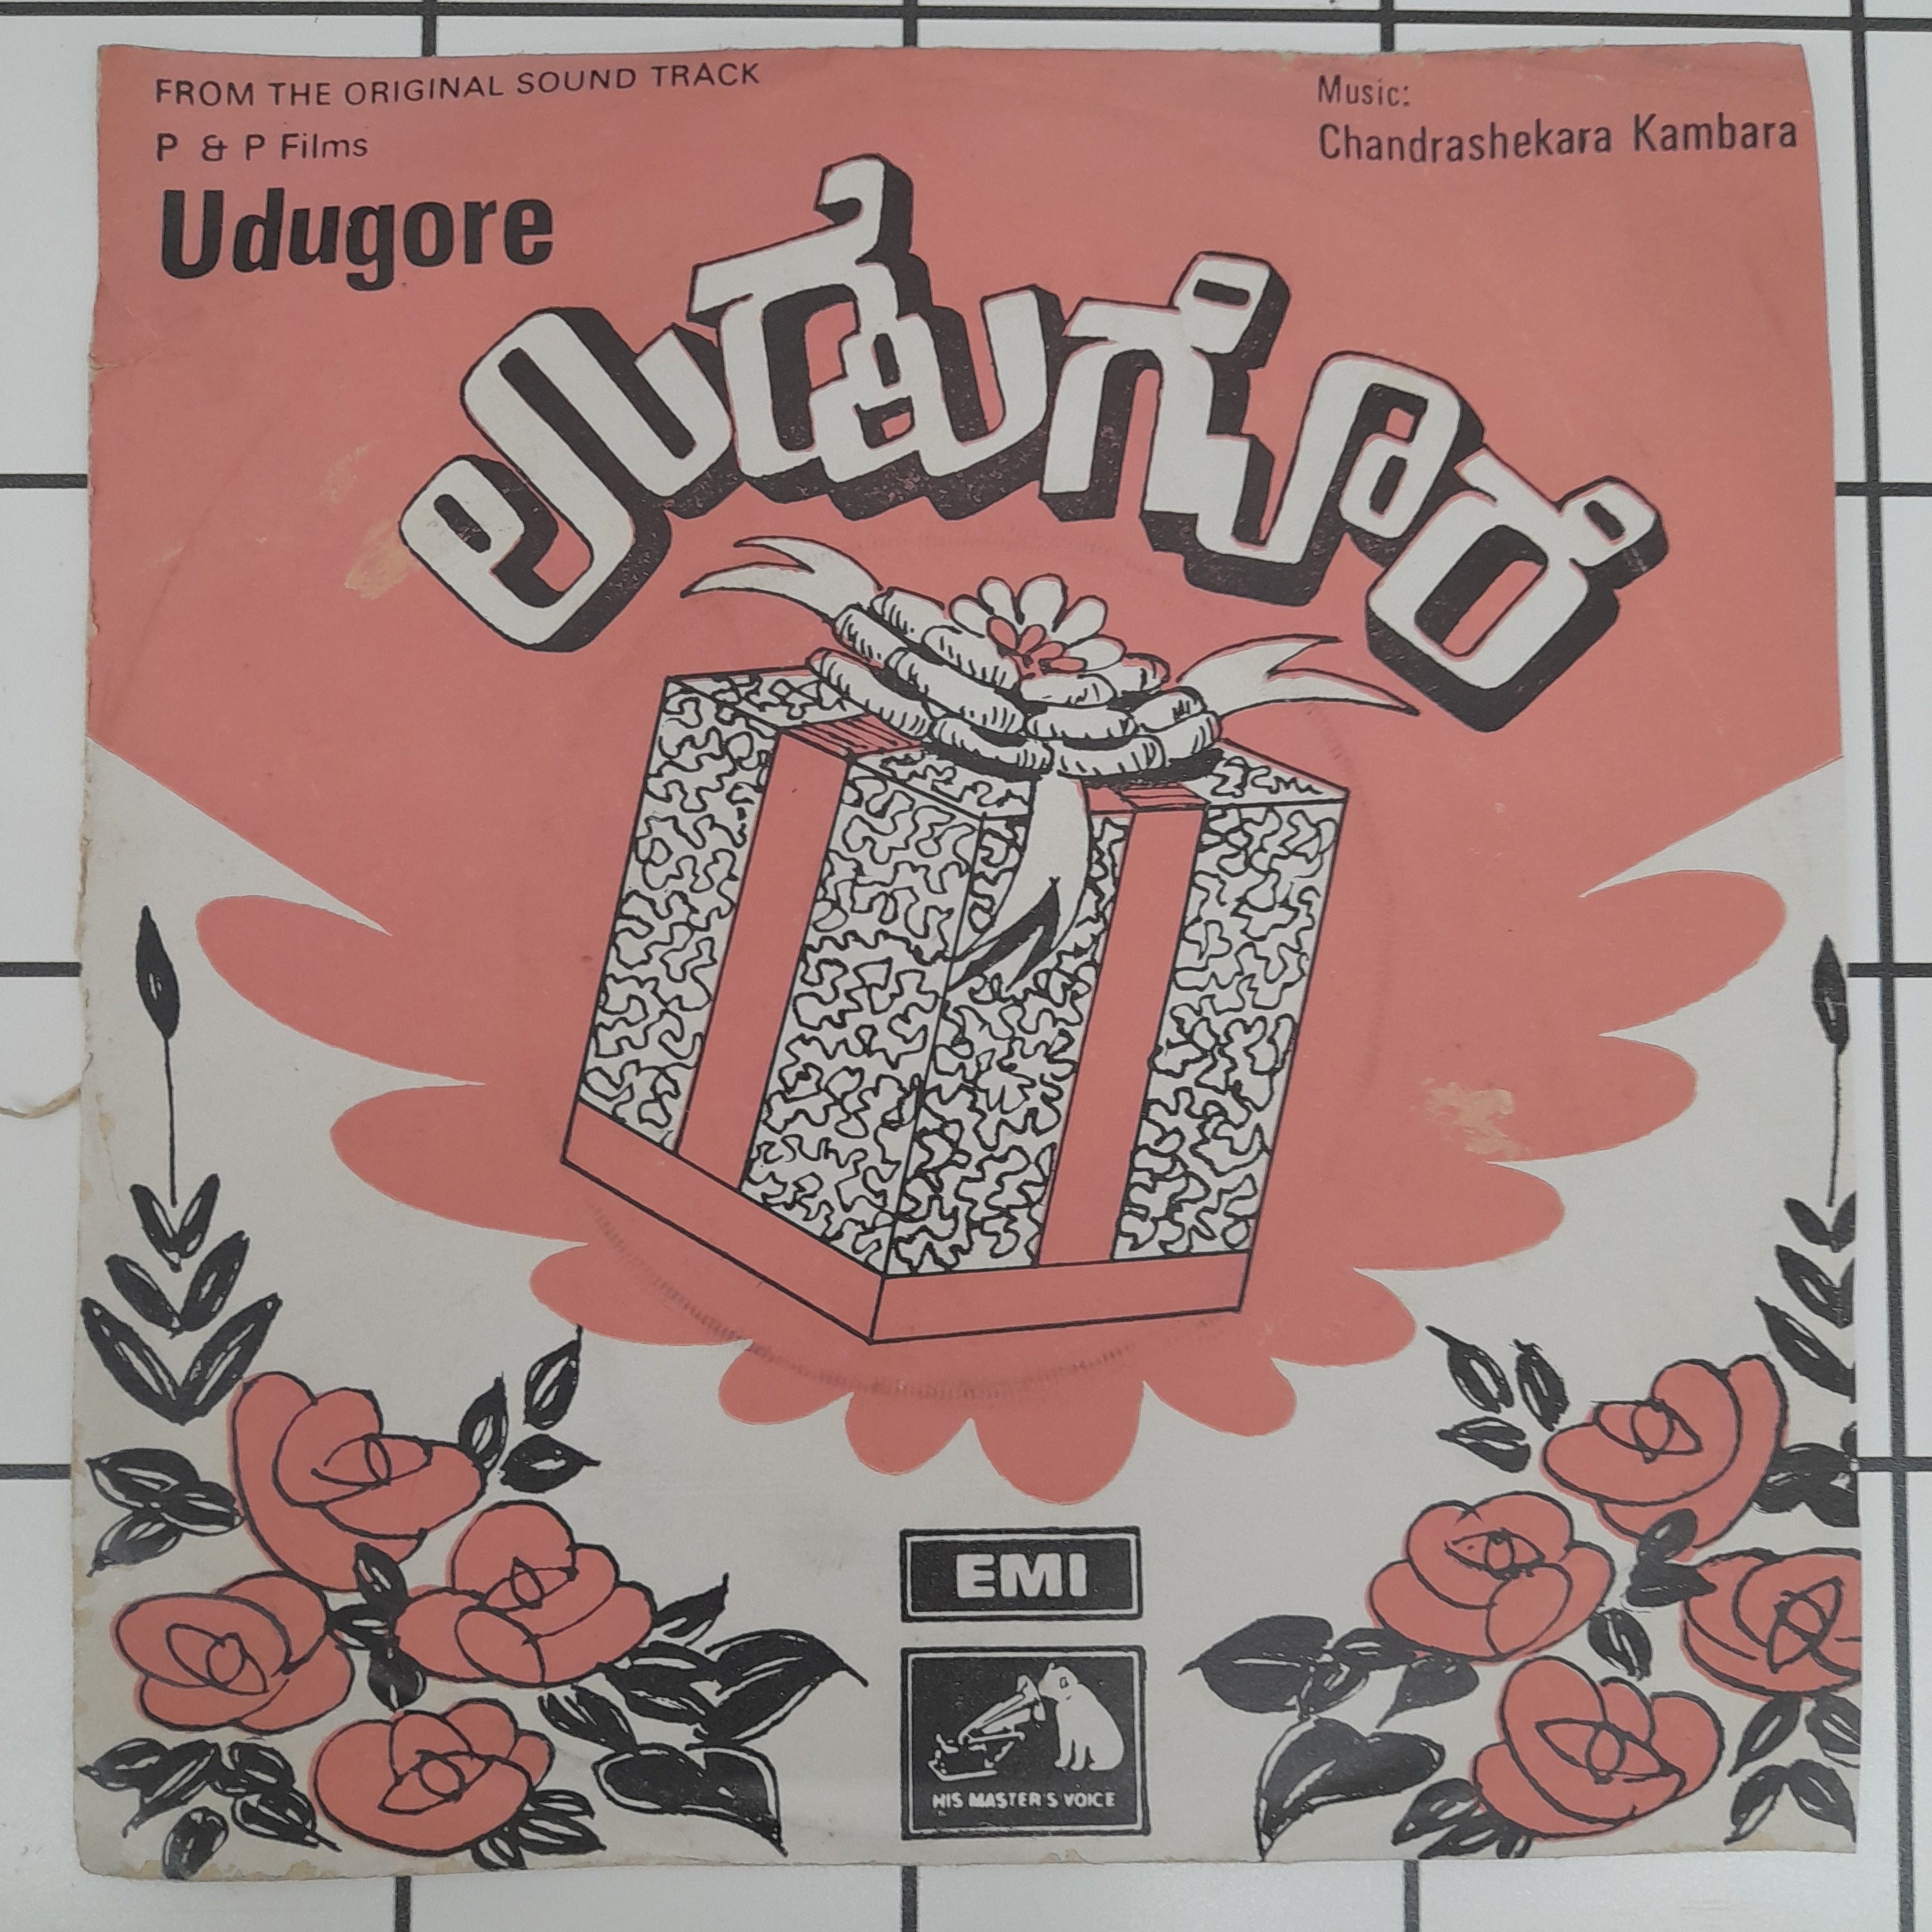 FROM THE ORIGINAL SOUND TRACK
P & P Films
Udugore
Music:
Chandrashekara Kambara
ಉಡುಗೊರೆ
EMI
HIS MASTER'S VOICE